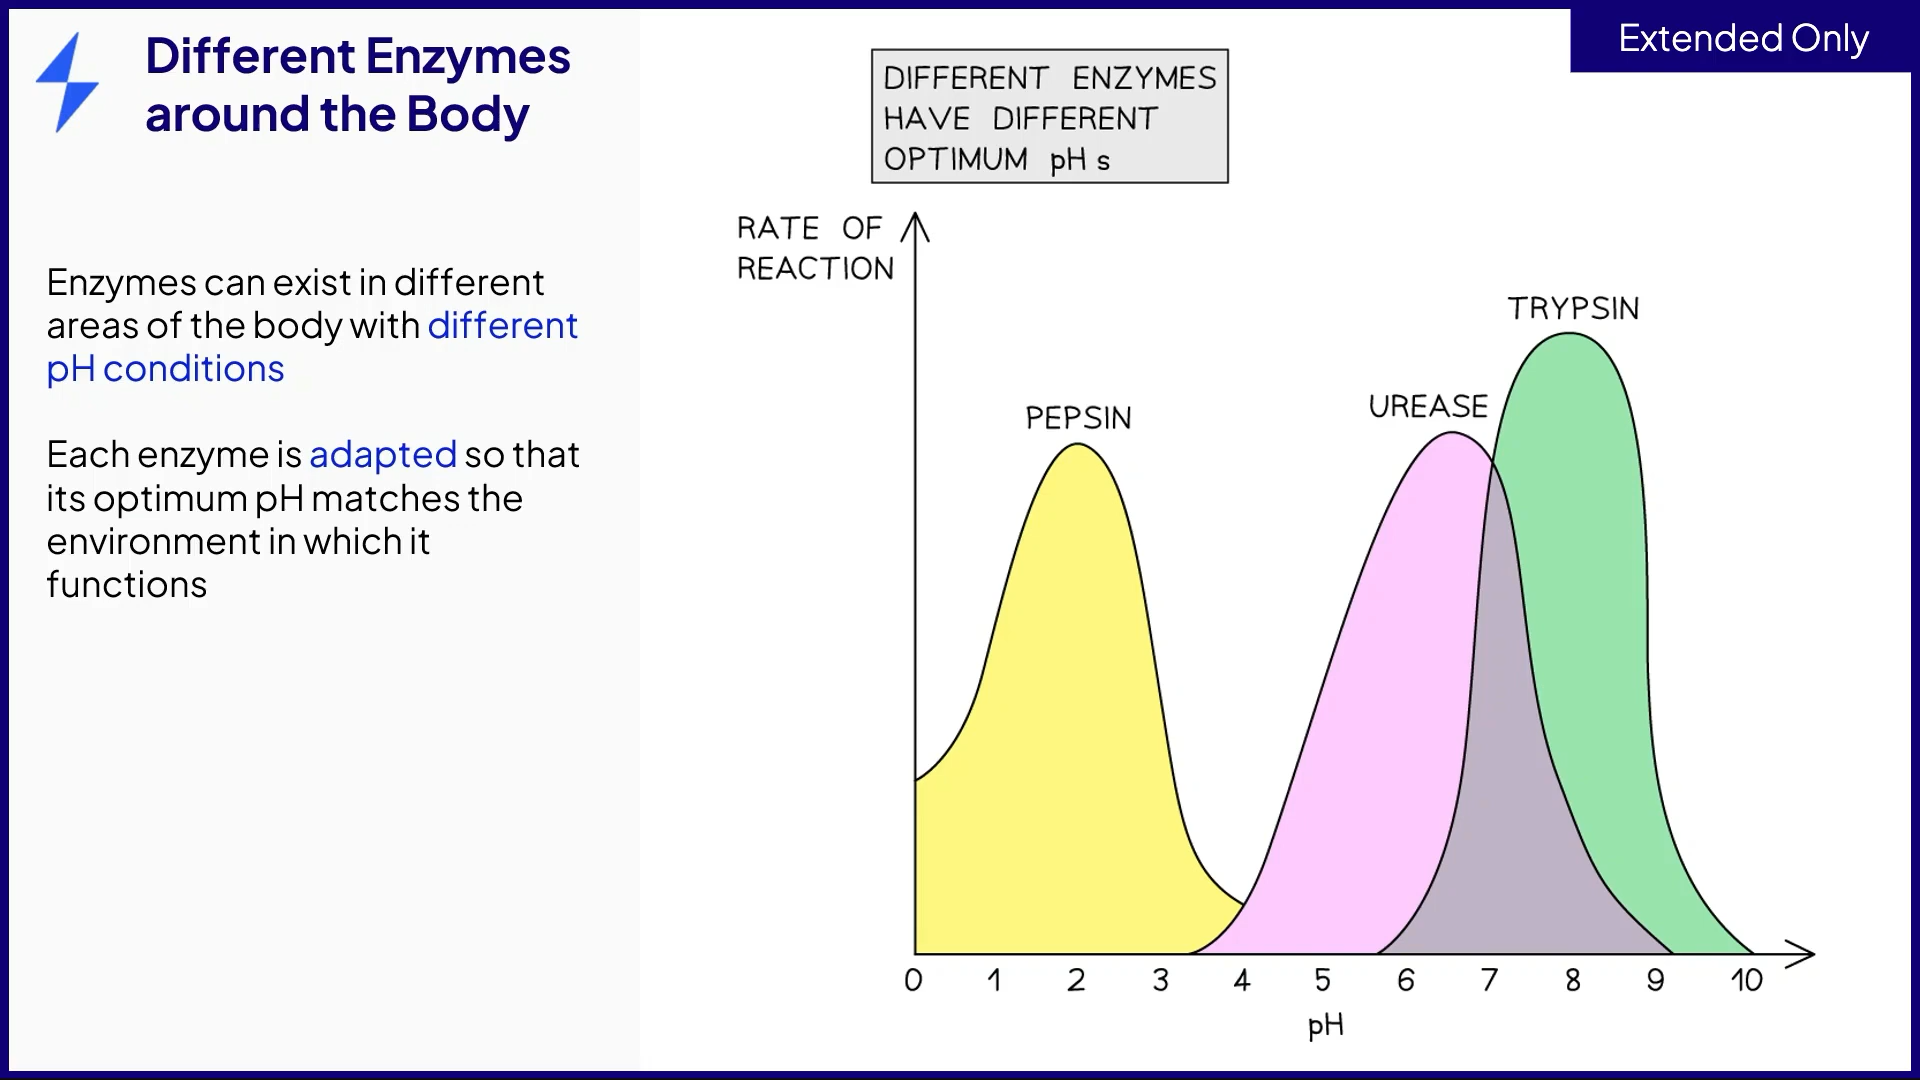 Different Enzymes
around the Body
Extended Only
Enzymes can exist in different
areas of the body with different
pH conditions
Each enzyme is adapted so that
its optimum pH matches the
environment in which it
functions
DIFFERENT ENZYMES
HAVE DIFFERENT
OPTIMUM pH s
RATE OF
REACTION
PEPSIN
UREASE
TRYPSIN
0 1 2 3 4 5 6 7 8 9 10
pH